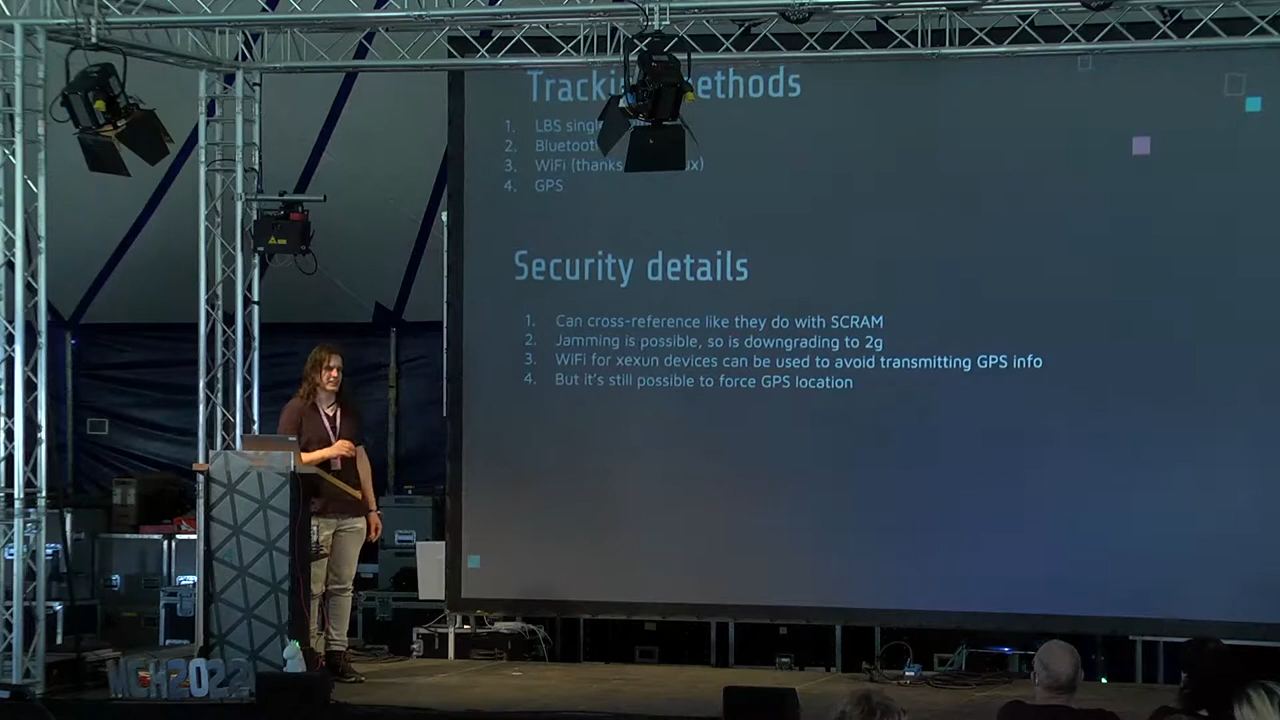 Tracki ethods
1. LBS singl
2. Bluetoot
3. WiFi (thanks ux)
4. GPS
Security details
1. Can cross-reference like they do with SCRAM
2. Jamming is possible, so is downgrading to 2g
3. WiFi for xexun devices can be used to avoid transmitting GPS info
4. But it's still possible to force GPS location
MCH2022